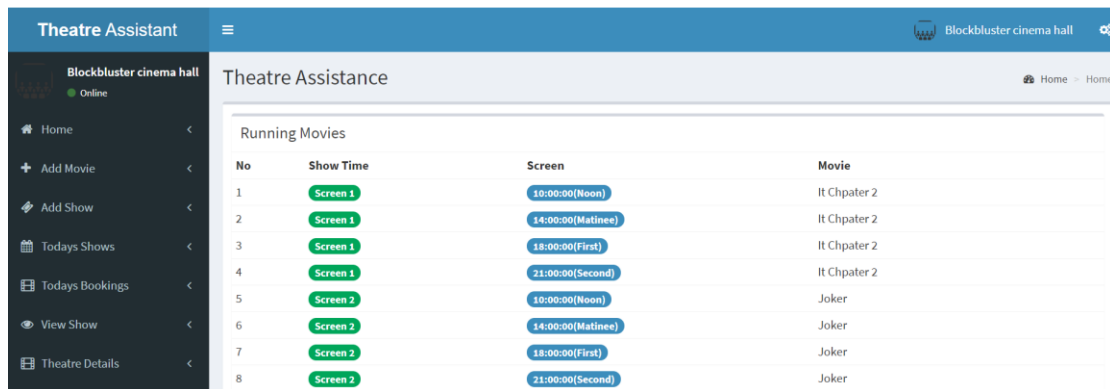 Theatre Assistant
Blockbluster cinema hall
Blockbluster cinema hall
Online
Theatre Assistance
Home > Home
Home
Add Movie
Add Show
Todays Shows
Todays Bookings
View Show
Theatre Details
Running Movies
No Show Time Screen Movie
1 Screen 1 10:00:00(Noon) It Chpater 2
2 Screen 1 14:00:00(Matinee) It Chpater 2
3 Screen 1 18:00:00(First) It Chpater 2
4 Screen 1 21:00:00(Second) It Chpater 2
5 Screen 2 10:00:00(Noon) Joker
6 Screen 2 14:00:00(Matinee) Joker
7 Screen 2 18:00:00(First) Joker
8 Screen 2 21:00:00(Second) Joker